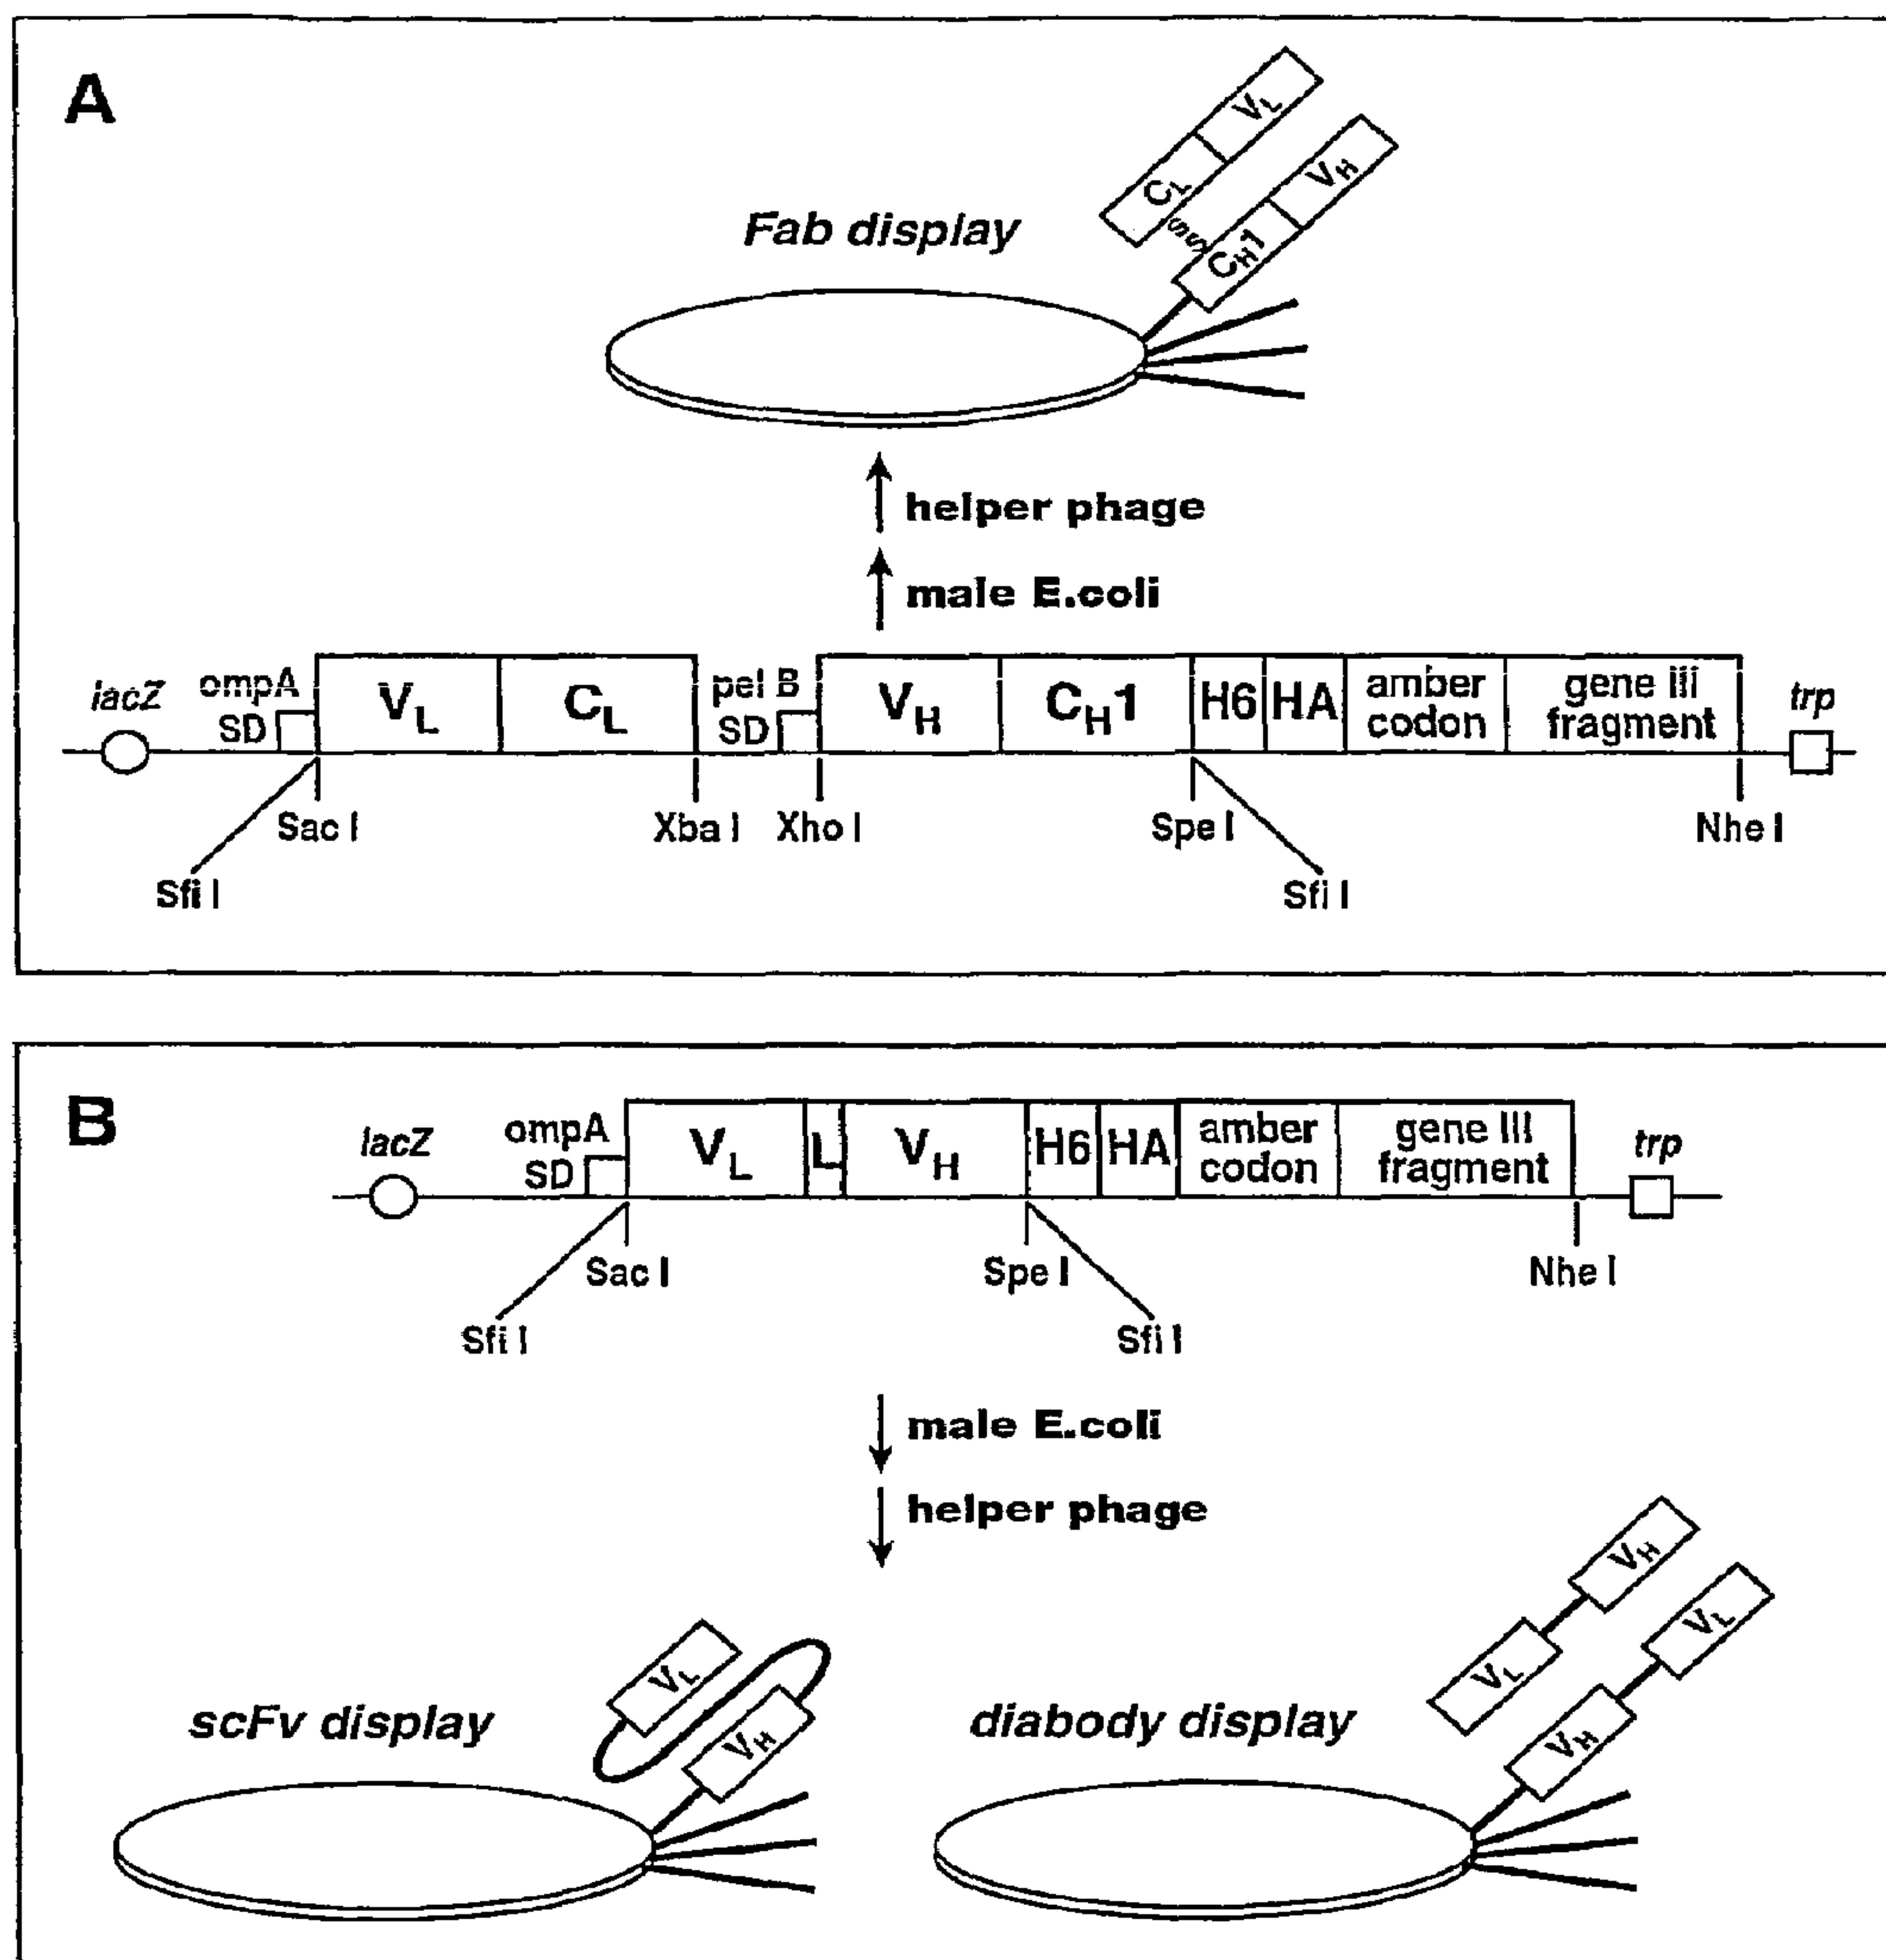 A
VL
CL
VH
CH1
SS
Fab display
helper phage
male E.coli
lacZ
ompA
SD
VL
CL
pel B
SD
VH
CH1
H6
HA
amber
codon
gene III
fragment
trp
Sac I
Xba I
Xho I
Spe I
Nhe I
Sfi I
Sfi I
B
lacZ
ompA
SD
VL
L
VH
H6
HA
amber
codon
gene III
fragment
trp
Sac I
Spe I
Nhe I
Sfi I
Sfi I
male E.coli
helper phage
scFv display
VL
VH
diabody display
VH
VL
VL
VH